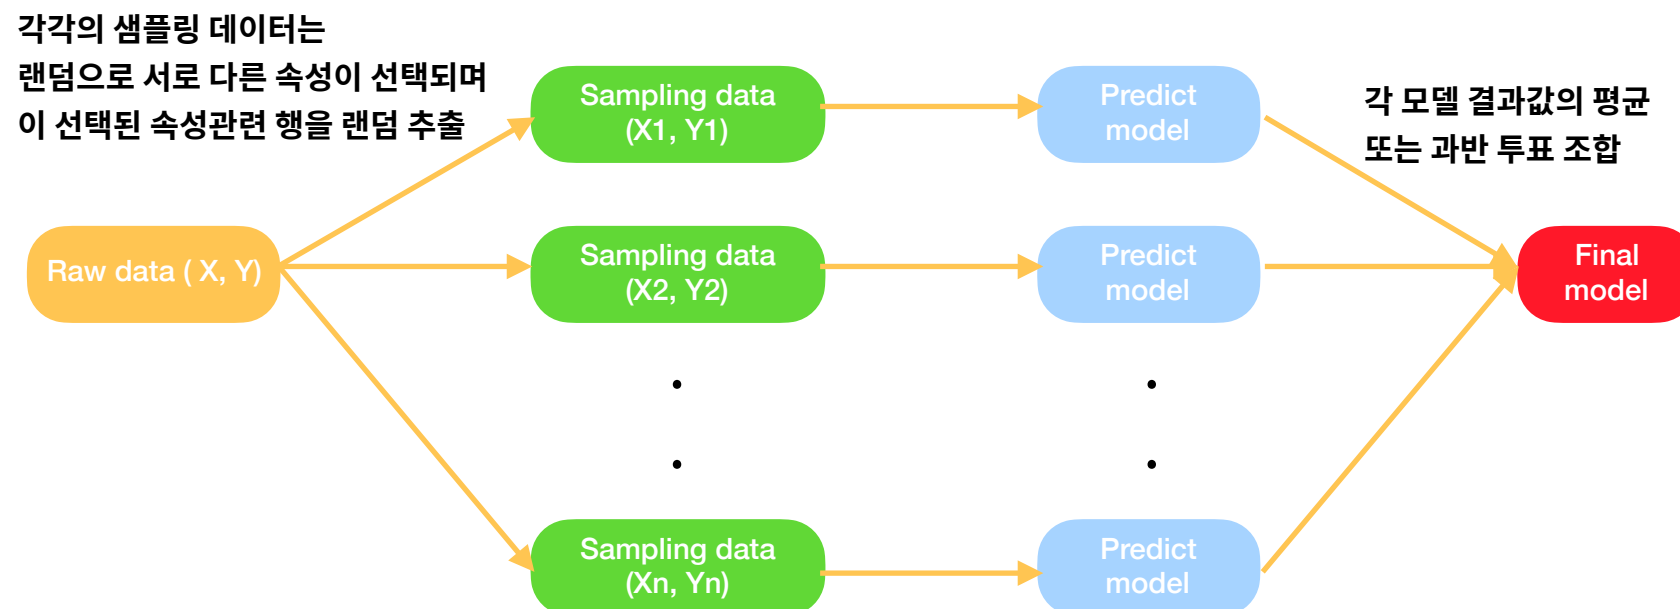 각각의 샘플링 데이터는
랜덤으로 서로 다른 속성이 선택되며
이 선택된 속성관련 행을 랜덤 추출
각 모델 결과값의 평균
또는 과반 투표 조합
Sampling data
(X1, Y1)
Predict
model
Raw data ( X, Y)
Sampling data
(X2, Y2)
Predict
model
Final
model
Sampling data
(Xn, Yn)
Predict
model